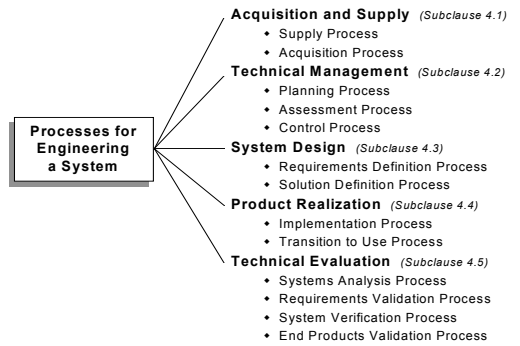 Processes for
Engineering
a System
Acquisition and Supply (Subclause 4.1)
Supply Process
Acquisition Process
Technical Management (Subclause 4.2)
Planning Process
Assessment Process
Control Process
System Design (Subclause 4.3)
Requirements Definition Process
Solution Definition Process
Product Realization (Subclause 4.4)
Implementation Process
Transition to Use Process
Technical Evaluation (Subclause 4.5)
Systems Analysis Process
Requirements Validation Process
System Verification Process
End Products Validation Process